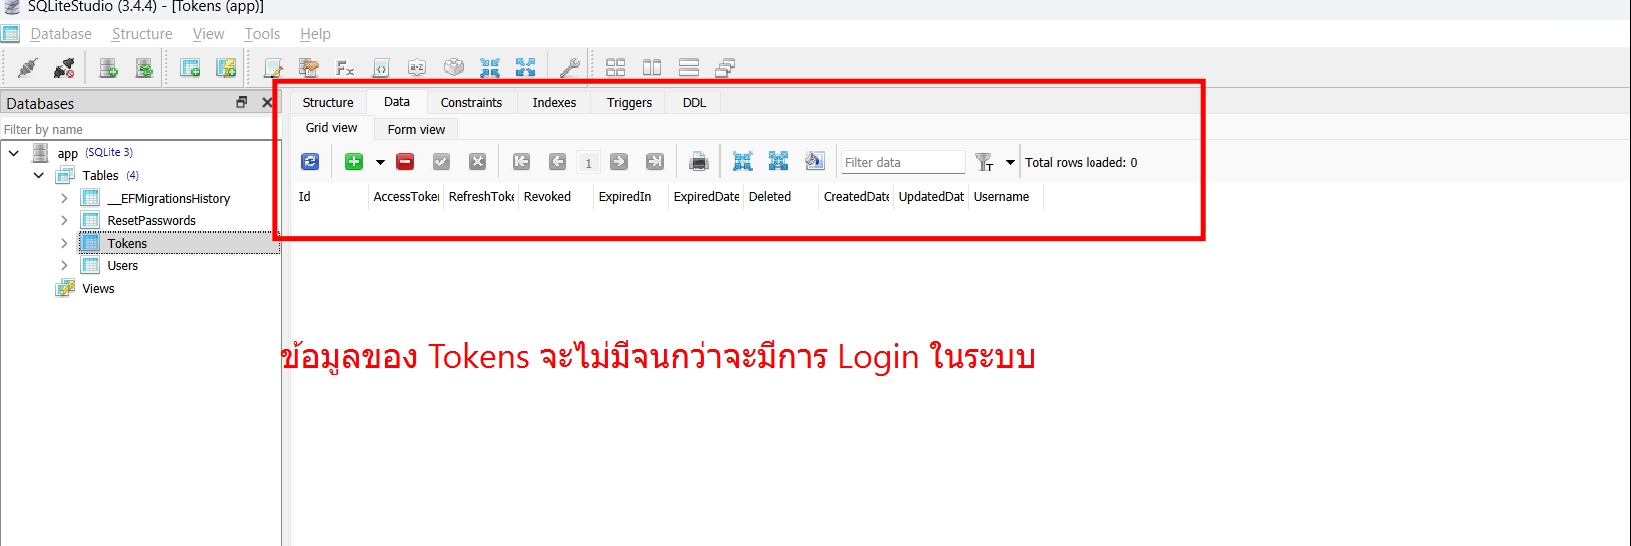 SQLiteStudio (3.4.4) - [Tokens (app)]
Database Structure View Tools Help
Databases
Filter by name
app (SQLite 3)
Tables (4)
__EFMigrationsHistory
ResetPasswords
Tokens
Users
Views
Structure Data Constraints Indexes Triggers DDL
Grid view Form view
1 Filter data Total rows loaded: 0
Id AccessToker RefreshToke Revoked ExpiredIn ExpiredDate Deleted CreatedDate UpdatedDat Username
ข้อมูลของ Tokens จะไม่มีจนกว่าจะมีการ Login ในระบบ